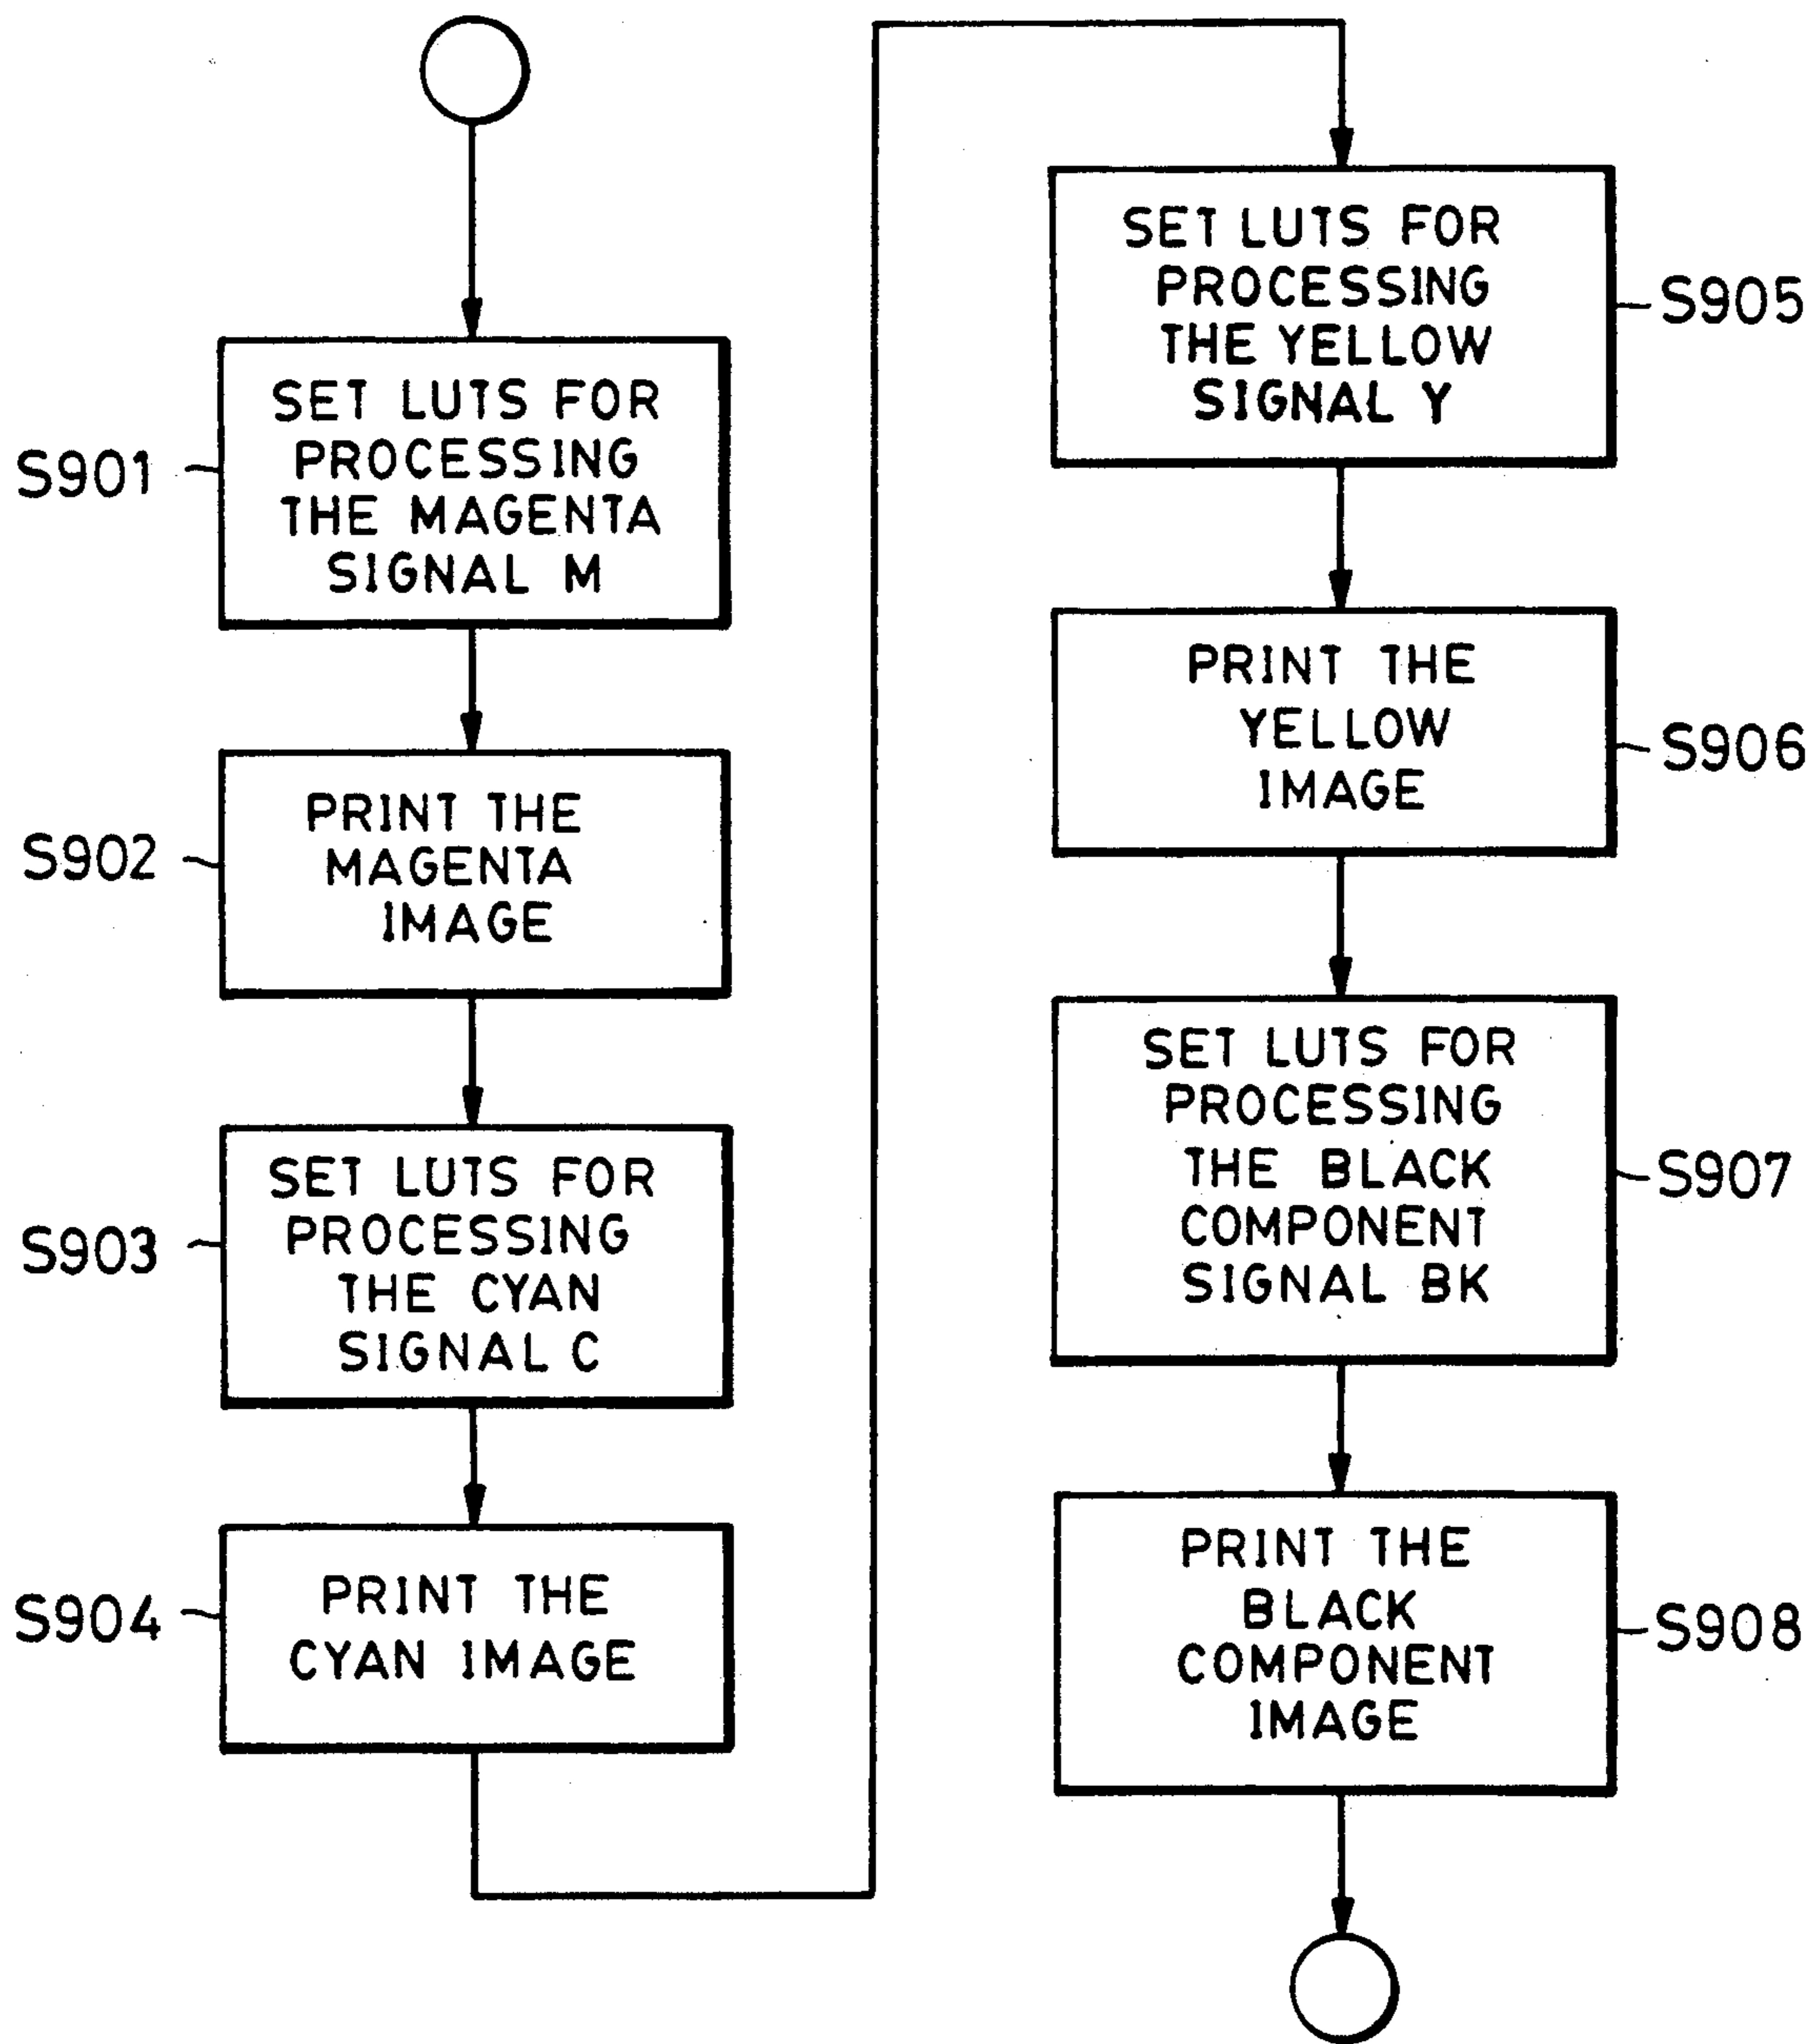 S901
SET LUTS FOR
PROCESSING
THE MAGENTA
SIGNAL M
S902
PRINT THE
MAGENTA
IMAGE
S903
SET LUTS FOR
PROCESSING
THE CYAN
SIGNAL C
S904
PRINT THE
CYAN IMAGE
SET LUTS FOR
PROCESSING
THE YELLOW
SIGNAL Y
S905
PRINT THE
YELLOW
IMAGE
S906
SET LUTS FOR
PROCESSING
THE BLACK
COMPONENT
SIGNAL BK
S907
PRINT THE
BLACK
COMPONENT
IMAGE
S908